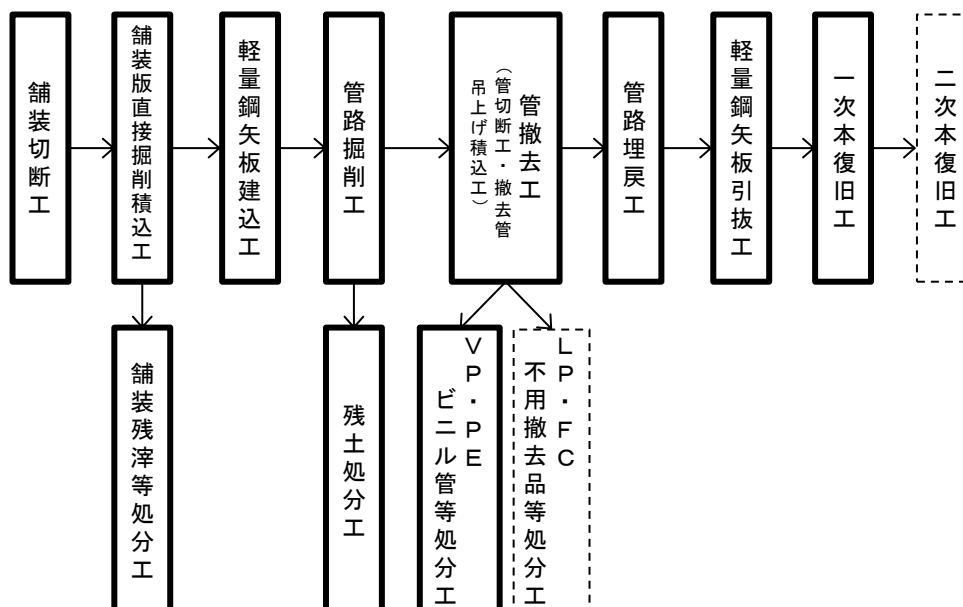 舗装切断工
舗装版直接掘削積込工
軽量鋼矢板建込工
管路掘削工
管撤去工
（管切断工・撤去管
吊上げ積込工）
管路埋戻工
軽量鋼矢板引抜工
一次本復旧工
二次本復旧工
舗装残滓等処分工
残土処分工
ＶＰ・ＰＥ
ビニル管等処分工
ＬＰ・ＦＣ
不用撤去品等処分工